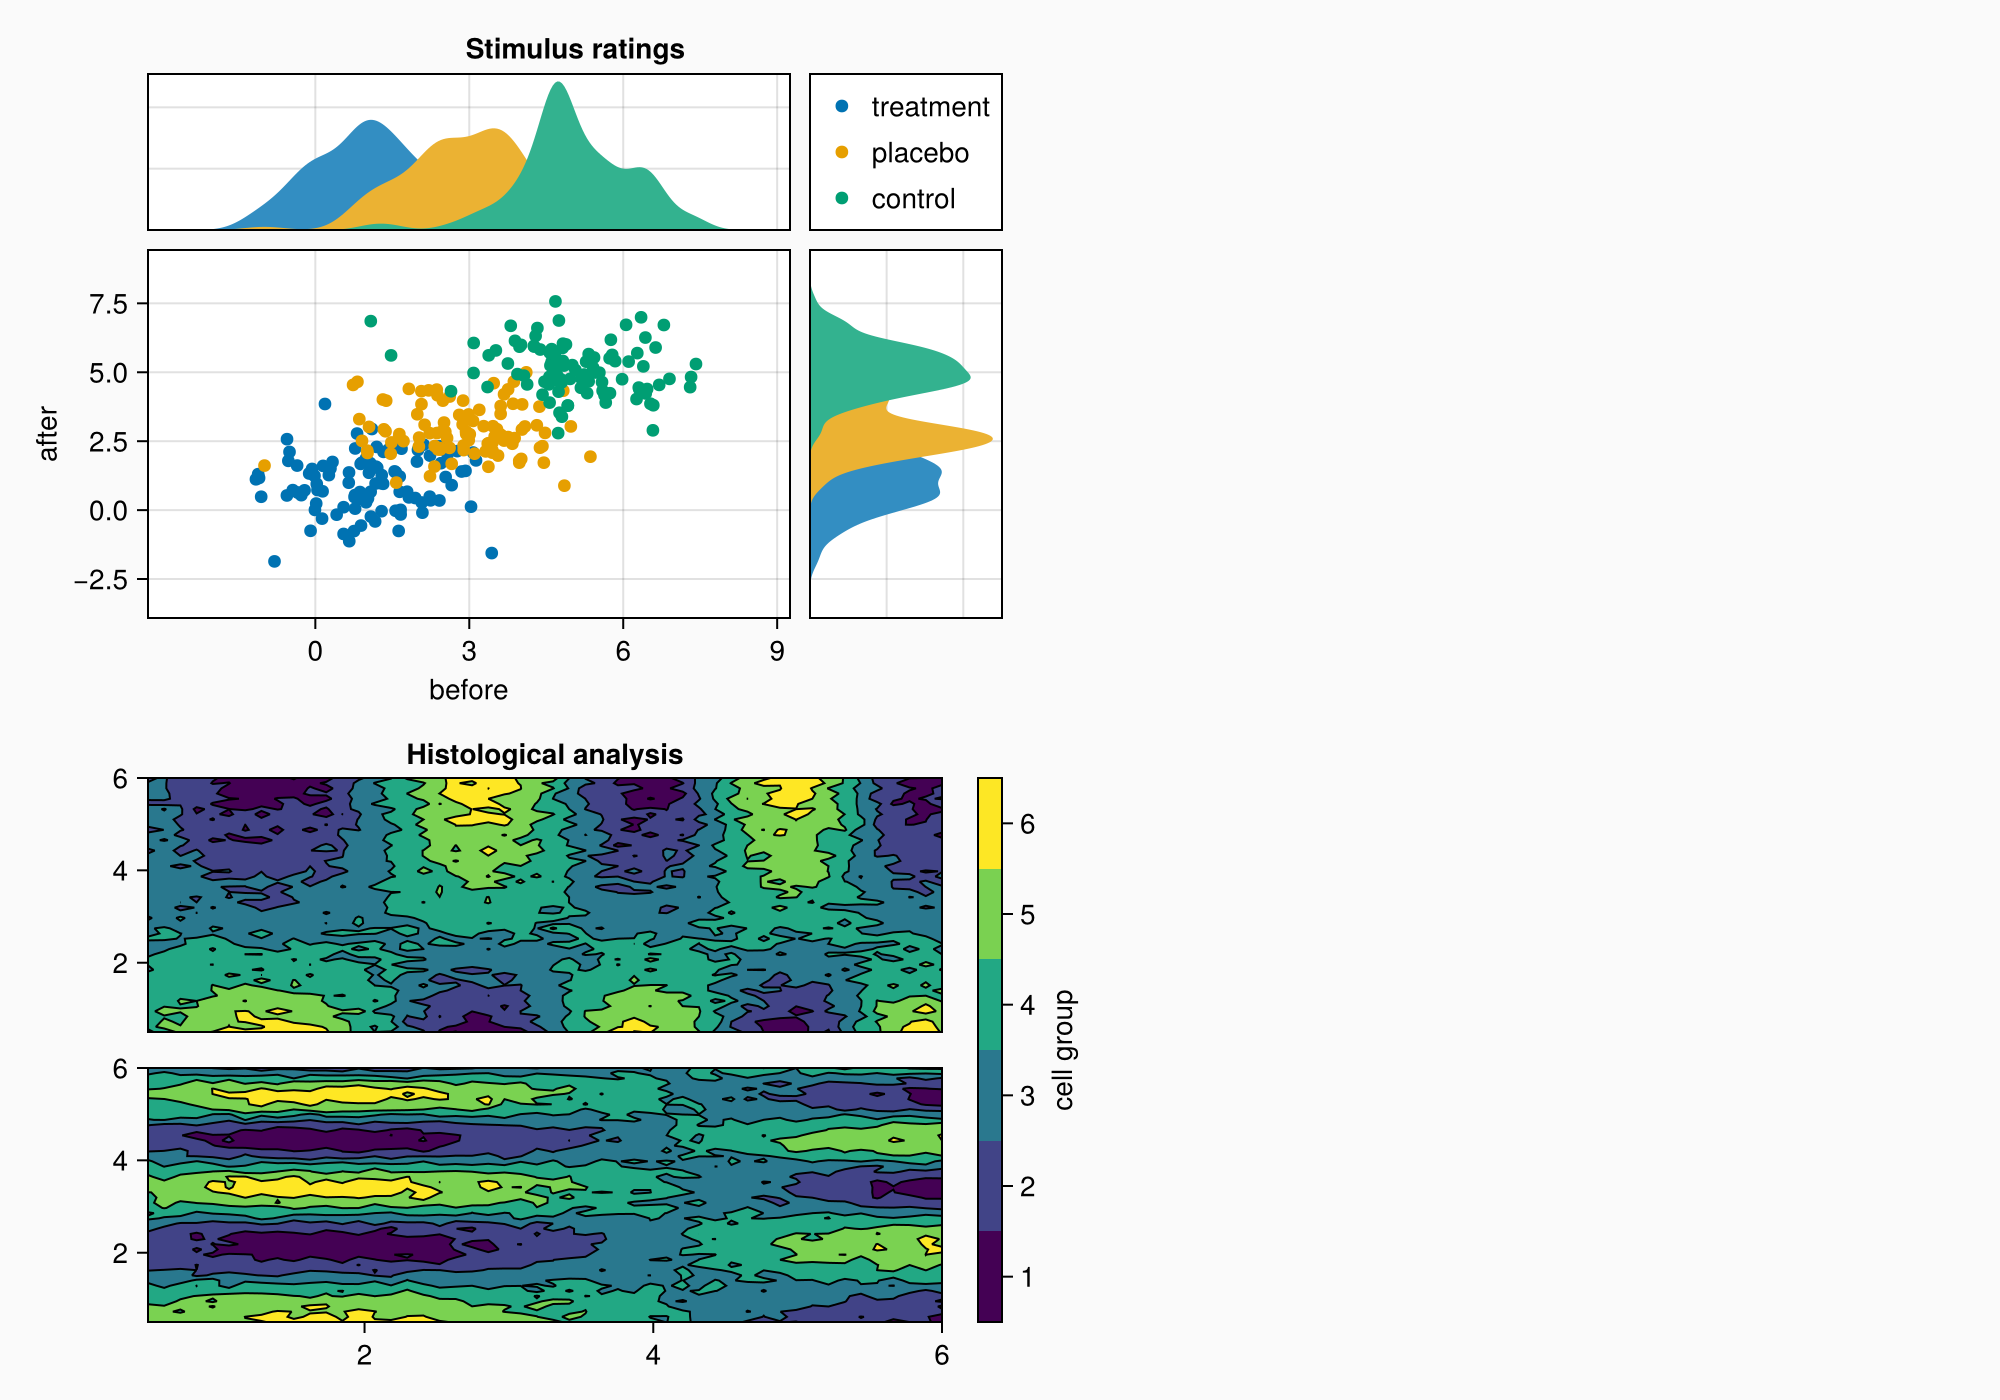 Stimulus ratings
treatment
placebo
control
after
7.5
5.0
2.5
0.0
−2.5
0 3 6 9
before
Histological analysis
6
4
2
6
4
2
2 4 6
6
5
4
3
2
1
cell group